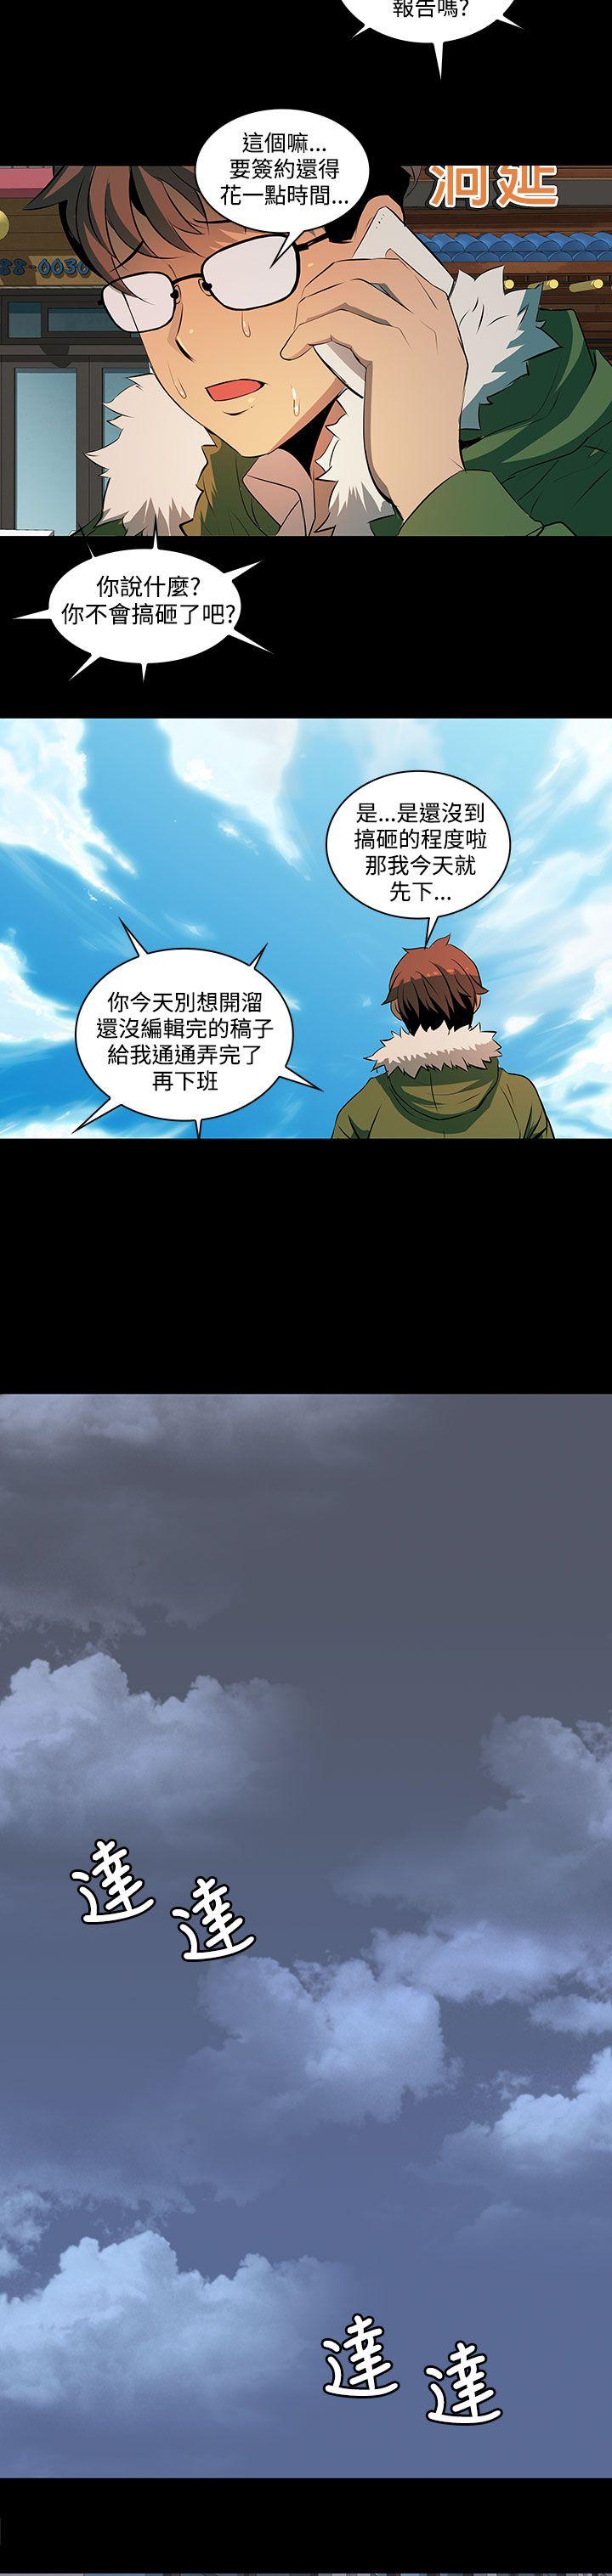 報告嗎?
這個嘛...
要簽約還得
花一點時間...
洞延
88-0036
你說什麼?
你不會搞砸了吧?
是...是還沒到
搞砸的程度啦
那我今天就
先下...
你今天別想開溜
還沒編輯完的稿子
給我通通弄完了
再下班
達
達
達
達